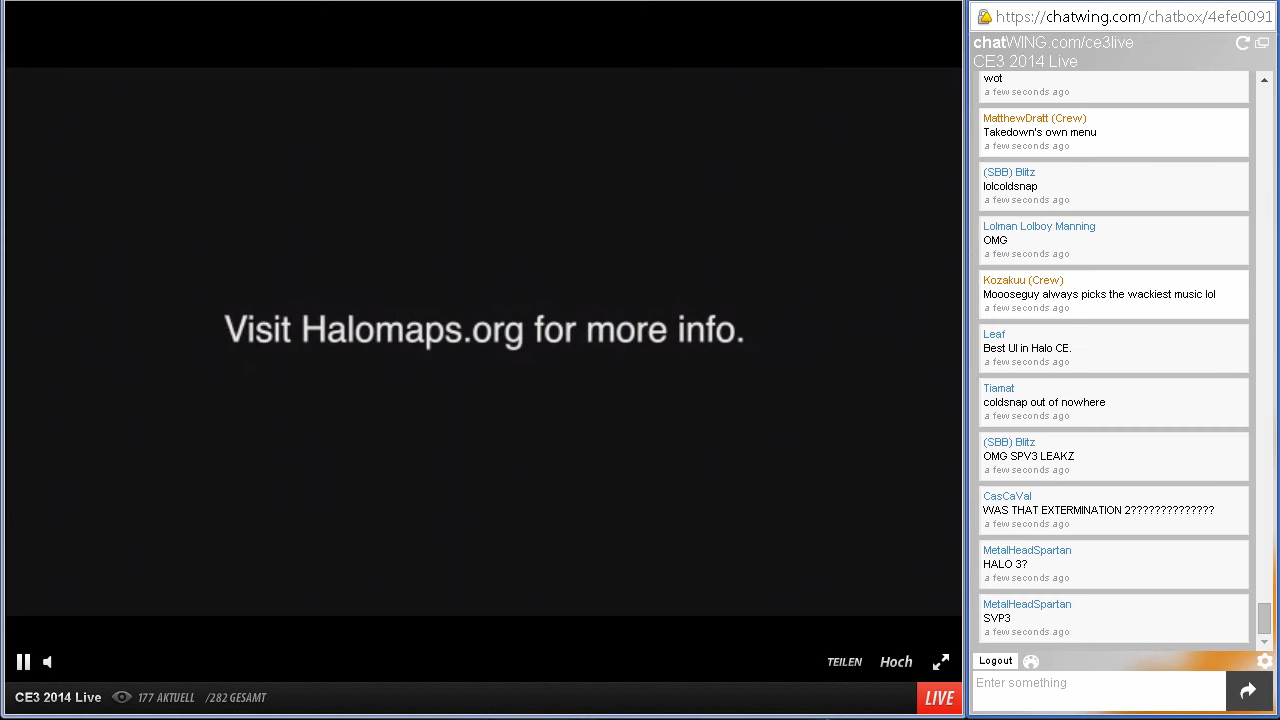 Visit Halomaps.org for more info.
TEILEN Hoch
CE3 2014 Live 177 AKTUELL /282 GESAMT LIVE
https://chatwing.com/chatbox/4efe0091
chatWING.com/ce3live
CE3 2014 Live
wot
a few seconds ago
MatthewDratt (Crew)
Takedown's own menu
a few seconds ago
(SBB) Blitz
lolcoldsnap
a few seconds ago
Lolman Lolboy Manning
OMG
a few seconds ago
Kozakuu (Crew)
Moooseguy always picks the wackiest music lol
a few seconds ago
Leaf
Best UI in Halo CE.
a few seconds ago
Tiamat
coldsnap out of nowhere
a few seconds ago
(SBB) Blitz
OMG SPV3 LEAKZ
a few seconds ago
CasCaVal
WAS THAT EXTERMINATION 2??????????????
a few seconds ago
MetalHeadSpartan
HALO 3?
a few seconds ago
MetalHeadSpartan
SVP3
a few seconds ago
Logout
Enter something